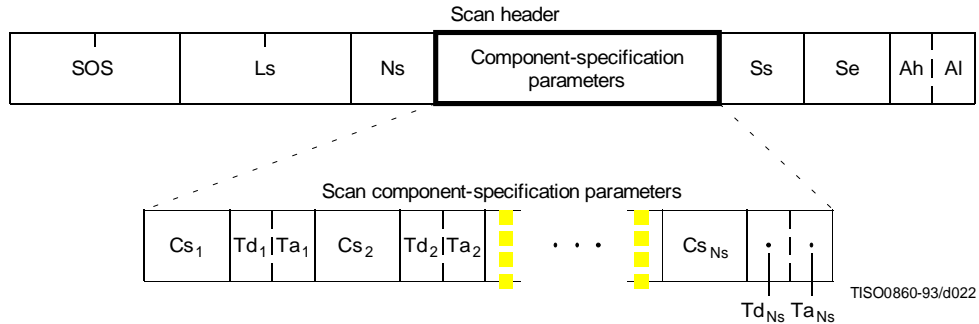 Scan header
SOS Ls Ns Component-specification parameters Ss Se Ah Al
Scan component-specification parameters
Cs1 Td1 Ta1 Cs2 Td2 Ta2 . . . CsNs
TdNs TaNs
TISO0860-93/d022